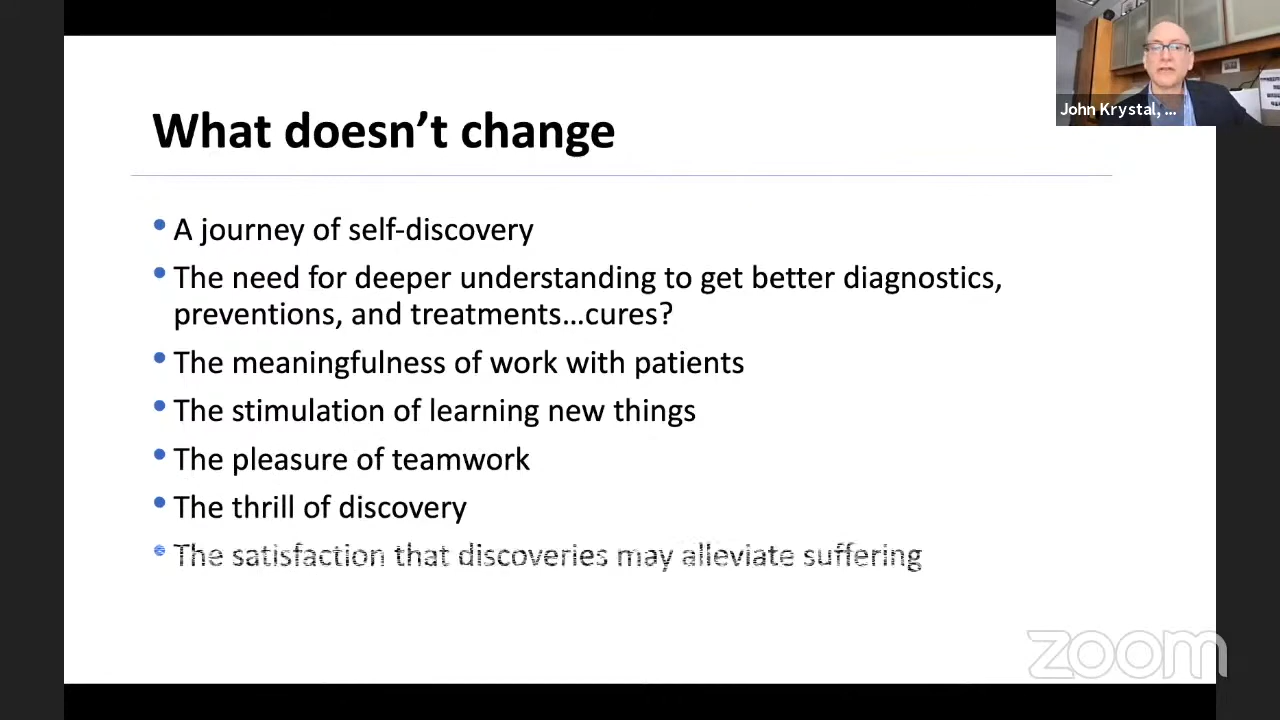 John Krystal, ...
What doesn’t change
• A journey of self-discovery
• The need for deeper understanding to get better diagnostics,
preventions, and treatments…cures?
• The meaningfulness of work with patients
• The stimulation of learning new things
• The pleasure of teamwork
• The thrill of discovery
• The satisfaction that discoveries may alleviate suffering
zoom